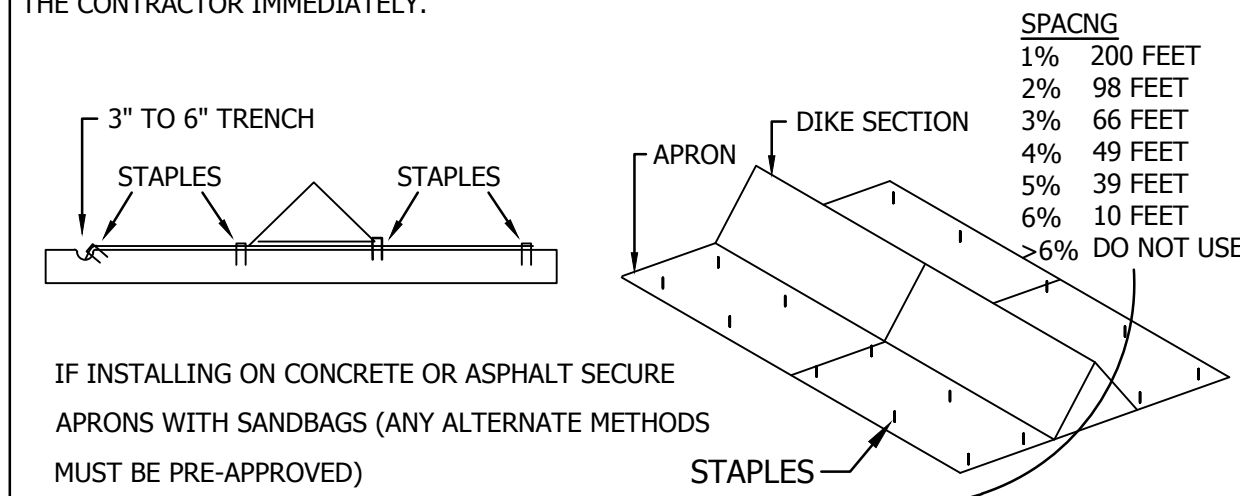 THE CONTRACTOR IMMEDIATELY.
SPACNG
1% 200 FEET
2% 98 FEET
3% 66 FEET
4% 49 FEET
5% 39 FEET
6% 10 FEET
>6% DO NOT USE
3" TO 6" TRENCH
STAPLES
STAPLES
DIKE SECTION
APRON
IF INSTALLING ON CONCRETE OR ASPHALT SECURE
APRONS WITH SANDBAGS (ANY ALTERNATE METHODS
MUST BE PRE-APPROVED)
STAPLES